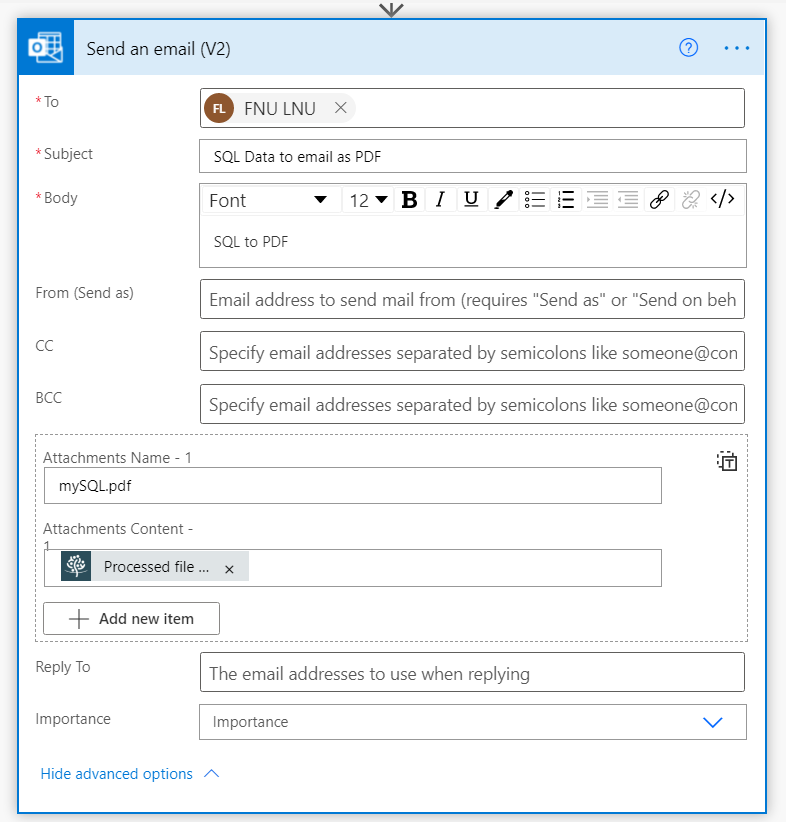 Send an email (V2)
* To
FL FNU LNU
* Subject
SQL Data to email as PDF
* Body
Font 12 B I U </>
SQL to PDF
From (Send as)
Email address to send mail from (requires "Send as" or "Send on beh
CC
Specify email addresses separated by semicolons like someone@con
BCC
Specify email addresses separated by semicolons like someone@con
Attachments Name - 1
mySQL.pdf
Attachments Content -
1
Processed file ...
Add new item
Reply To
The email addresses to use when replying
Importance
Importance
Hide advanced options